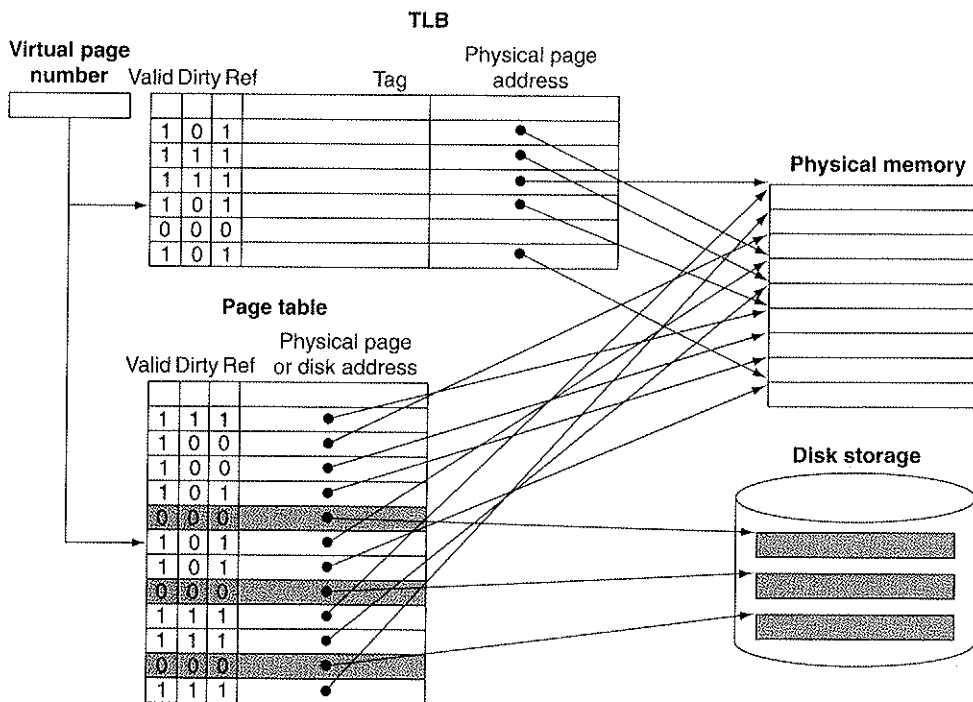 TLB
Virtual page
number
Valid Dirty Ref
Tag
Physical page
address
1 0 1
1 1 1
1 1 1
1 0 1
0 0 0
1 0 1
Physical memory
Page table
Physical page
or disk address
Valid Dirty Ref
1 1 1
1 0 0
1 0 0
1 0 1
0 0 0
1 0 1
1 0 1
0 0 0
1 1 1
1 1 1
0 0 0
1 1 1
Disk storage